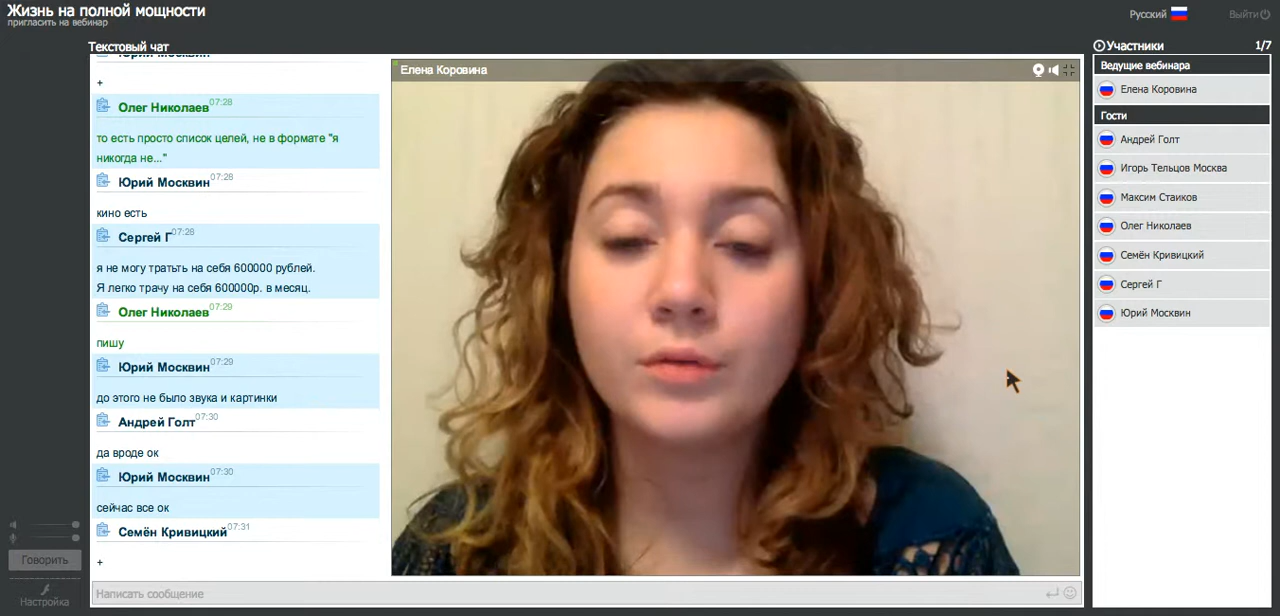 Жизнь на полной мощности
пригласить на вебинар
Русский
Выйти
Текстовый чат
Юрий Москвин
+
Олег Николаев 07:28
то есть просто список целей, не в формате "я
никогда не..."
Юрий Москвин 07:28
кино есть
Сергей Г 07:28
я не могу тратьть на себя 600000 рублей.
Я легко трачу на себя 600000р. в месяц.
Олег Николаев 07:29
пишу
Юрий Москвин 07:29
до этого не было звука и картинки
Андрей Голт 07:30
да вроде ок
Юрий Москвин 07:30
сейчас все ок
Семён Кривицкий 07:31
+
Написать сообщение
Говорить
Настройка
Елена Коровина
Участники 1/7
Ведущие вебинара
Елена Коровина
Гости
Андрей Голт
Игорь Тельцов Москва
Максим Стаиков
Олег Николаев
Семён Кривицкий
Сергей Г
Юрий Москвин